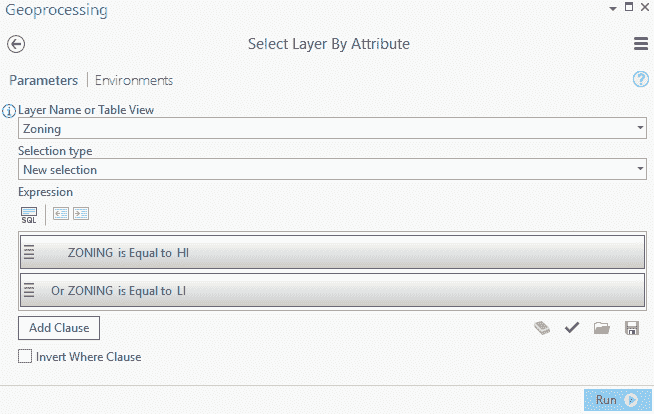 Geoprocessing
Select Layer By Attribute
Parameters | Environments
Layer Name or Table View
Zoning
Selection type
New selection
Expression
SQL
ZONING is Equal to HI
Or ZONING is Equal to LI
Add Clause
Invert Where Clause
Run